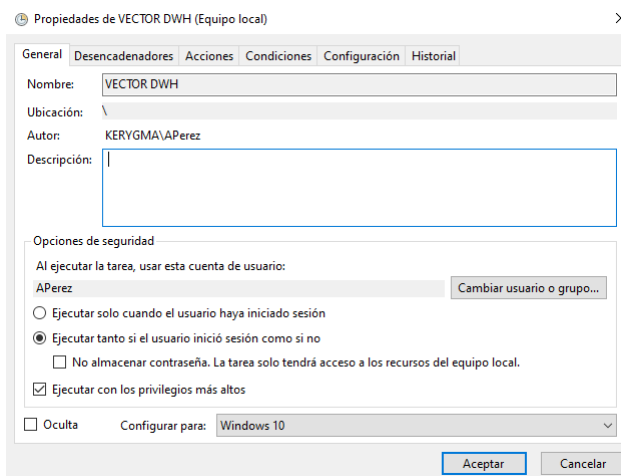 Propiedades de VECTOR DWH (Equipo local)
General Desencadenadores Acciones Condiciones Configuración Historial
Nombre: VECTOR DWH
Ubicación: \
Autor: KERYGMA\APerez
Descripción:
Opciones de seguridad
Al ejecutar la tarea, usar esta cuenta de usuario:
APerez Cambiar usuario o grupo...
Ejecutar solo cuando el usuario haya iniciado sesión
Ejecutar tanto si el usuario inició sesión como si no
No almacenar contraseña. La tarea solo tendrá acceso a los recursos del equipo local.
Ejecutar con los privilegios más altos
Oculta Configurar para: Windows 10
Aceptar Cancelar